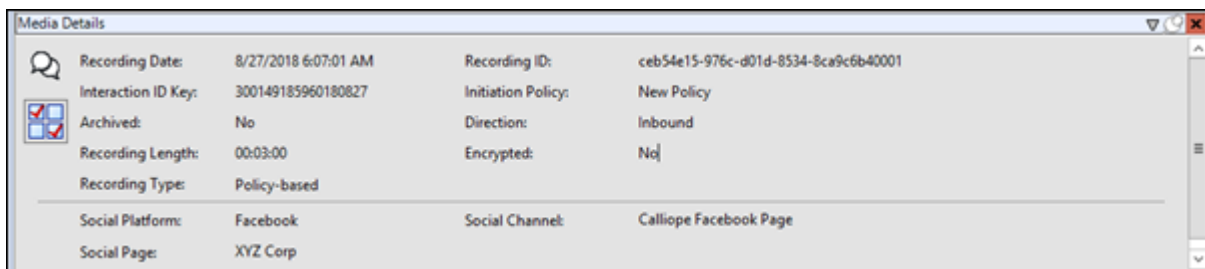 Media Details
Recording Date: 8/27/2018 6:07:01 AM Recording ID: ceb54e15-976c-d01d-8534-8ca9c6b40001
Interaction ID Key: 300149185960180827 Initiation Policy: New Policy
Archived: No Direction: Inbound
Recording Length: 00:03:00 Encrypted: No
Recording Type: Policy-based
Social Platform: Facebook Social Channel: Calliope Facebook Page
Social Page: XYZ Corp